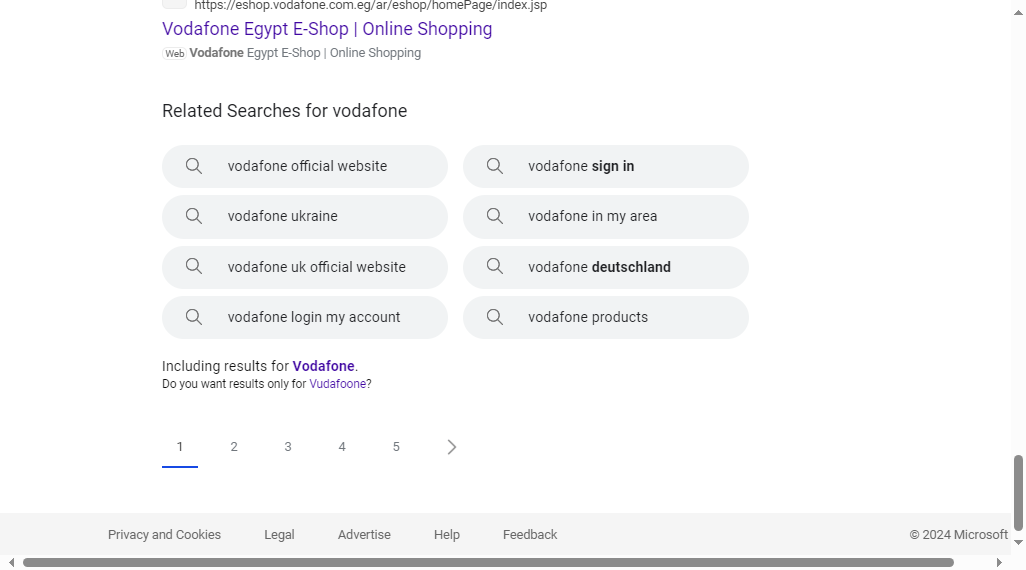 https://eshop.vodafone.com.eg/ar/eshop/homePage/index.jsp
Vodafone Egypt E-Shop | Online Shopping
Web Vodafone Egypt E-Shop | Online Shopping
Related Searches for vodafone
vodafone official website
vodafone sign in
vodafone ukraine
vodafone in my area
vodafone uk official website
vodafone deutschland
vodafone login my account
vodafone products
Including results for Vodafone.
Do you want results only for Vudafoone?
1 2 3 4 5
Privacy and Cookies Legal Advertise Help Feedback © 2024 Microsoft